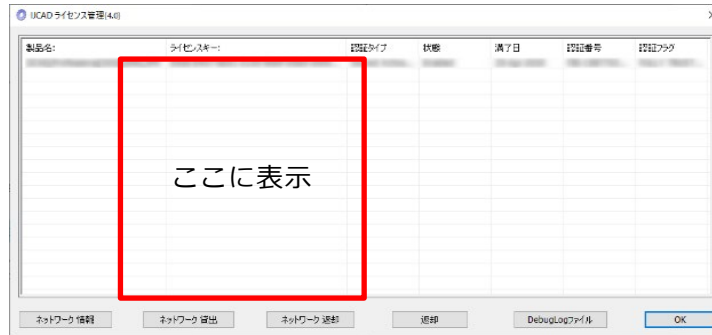 IJCAD ライセンス管理[4.0]
製品名: ライセンスキー: 認証タイプ 状態 満了日 認証番号 認証フラグ
ここに表示
ネットワーク 情報 ネットワーク 貸出 ネットワーク 返却 返却 DebugLogファイル OK